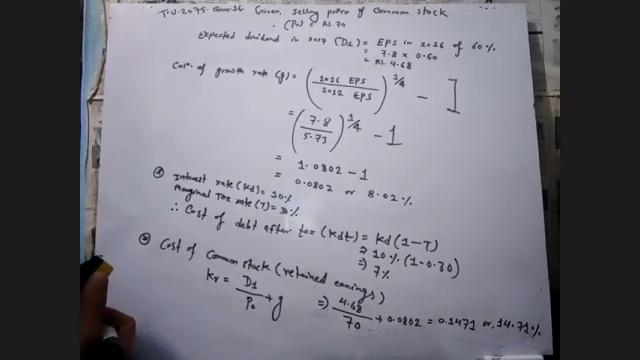 T.U. 2075. com. 16 Given, selling price of common stock
(P0) = RS. 70
Expected dividend in 2017 (D1) = EPS in 2016 of 60%
= 7.8 x 0.60
= RS. 4.68
Calⁿ. of growth rate (g) = (2016 EPS / 2012 EPS)^1/4 - 1
= (7.8 / 5.73)^1/4 - 1
= 1.0802 - 1
= 0.0802 or 8.02%
Interest rate (Kd) = 10%
Marginal Tax rate (T) = 30%
∴ Cost of debt after tax (Kdt) = Kd (1-T)
⇒ 10% (1-0.30)
⇒ 7%
Cost of common stock (retained earnings)
Kr = D1 / P0 + g ⇒ 4.68 / 70 + 0.0802 = 0.1471 or, 14.71%